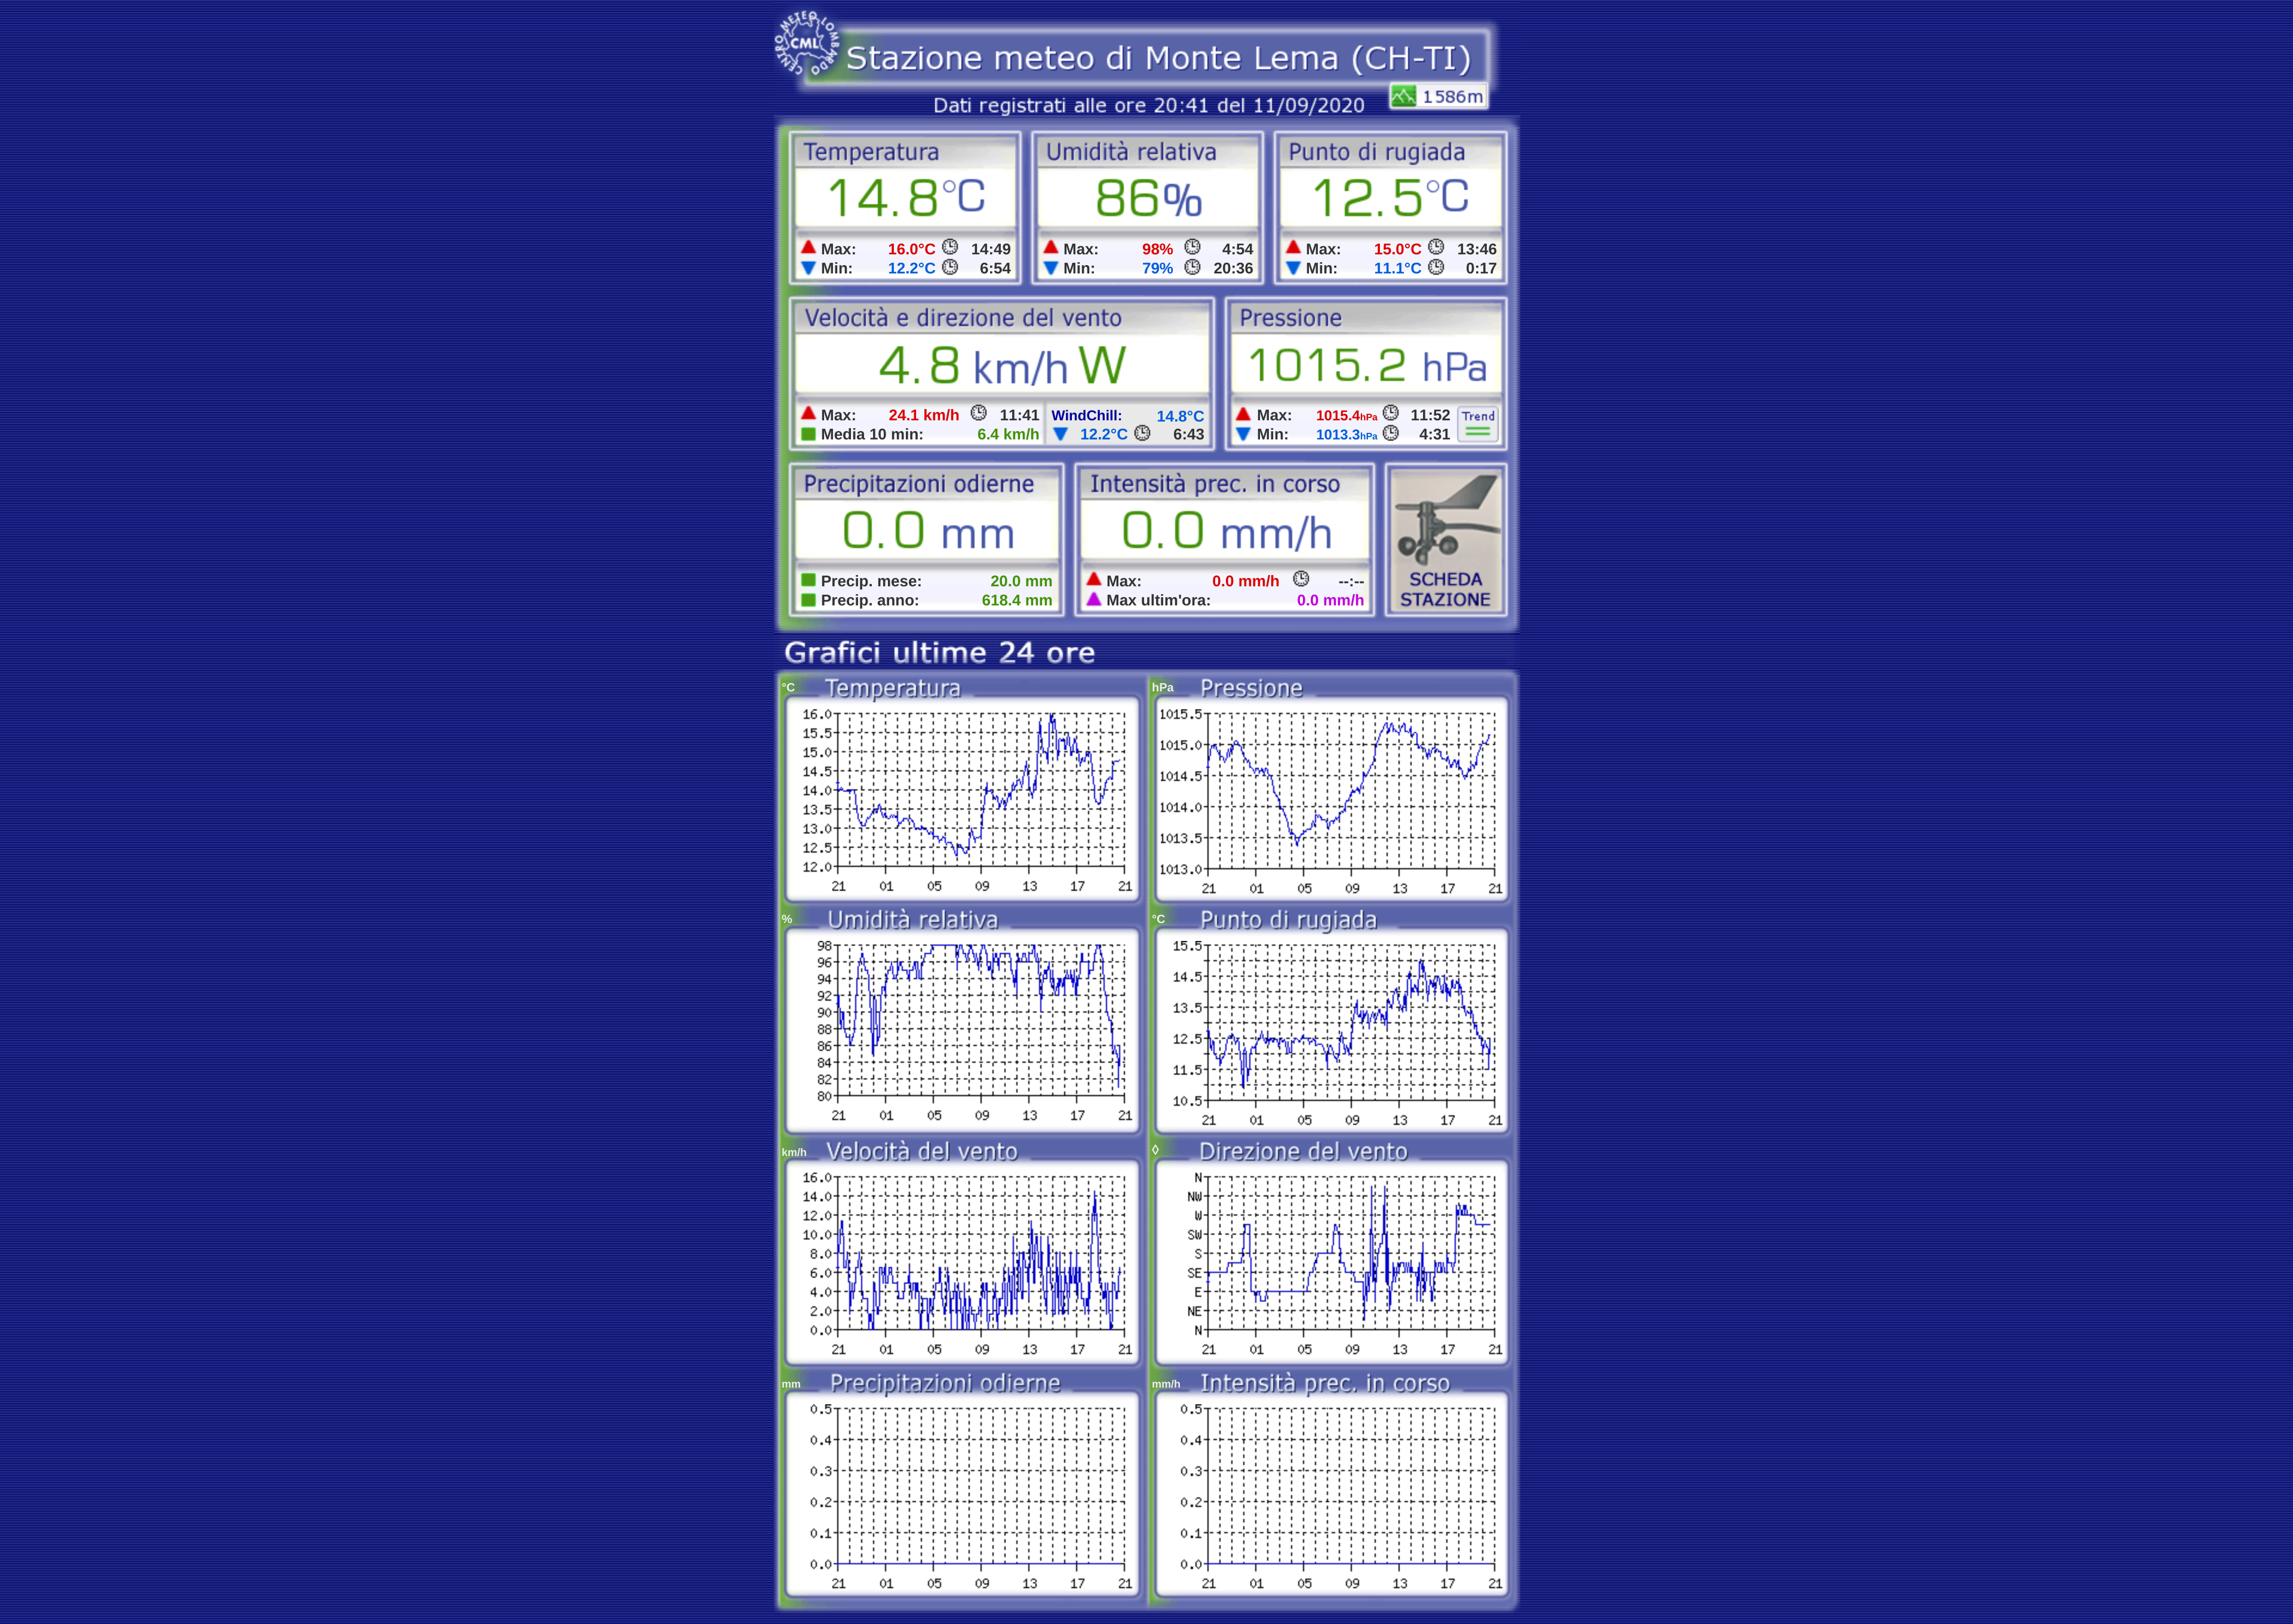 CENTRO METEO LOMBARDO
CML
Stazione meteo di Monte Lema (CH-TI)
Dati registrati alle ore 20:41 del 11/09/2020
1586m
Temperatura
14.8°C
Max: 16.0°C 14:49
Min: 12.2°C 6:54
Umidità relativa
86%
Max: 98% 4:54
Min: 79% 20:36
Punto di rugiada
12.5°C
Max: 15.0°C 13:46
Min: 11.1°C 0:17
Velocità e direzione del vento
4.8 km/h W
Max: 24.1 km/h 11:41
Media 10 min: 6.4 km/h
WindChill: 14.8°C
12.2°C 6:43
Pressione
1015.2 hPa
Max: 1015.4hPa 11:52
Min: 1013.3hPa 4:31
Trend
Precipitazioni odierne
0.0 mm
Precip. mese: 20.0 mm
Precip. anno: 618.4 mm
Intensità prec. in corso
0.0 mm/h
Max: 0.0 mm/h --:--
Max ultim'ora: 0.0 mm/h
SCHEDA
STAZIONE
Grafici ultime 24 ore
°C Temperatura
16.0
15.5
15.0
14.5
14.0
13.5
13.0
12.5
12.0
21 01 05 09 13 17 21
hPa Pressione
1015.5
1015.0
1014.5
1014.0
1013.5
1013.0
21 01 05 09 13 17 21
% Umidità relativa
98
96
94
92
90
88
86
84
82
80
21 01 05 09 13 17 21
°C Punto di rugiada
15.5
14.5
13.5
12.5
11.5
10.5
21 01 05 09 13 17 21
km/h Velocità del vento
16.0
14.0
12.0
10.0
8.0
6.0
4.0
2.0
0.0
21 01 05 09 13 17 21
◊ Direzione del vento
N
NW
W
SW
S
SE
E
NE
N
21 01 05 09 13 17 21
mm Precipitazioni odierne
0.5
0.4
0.3
0.2
0.1
0.0
21 01 05 09 13 17 21
mm/h Intensità prec. in corso
0.5
0.4
0.3
0.2
0.1
0.0
21 01 05 09 13 17 21